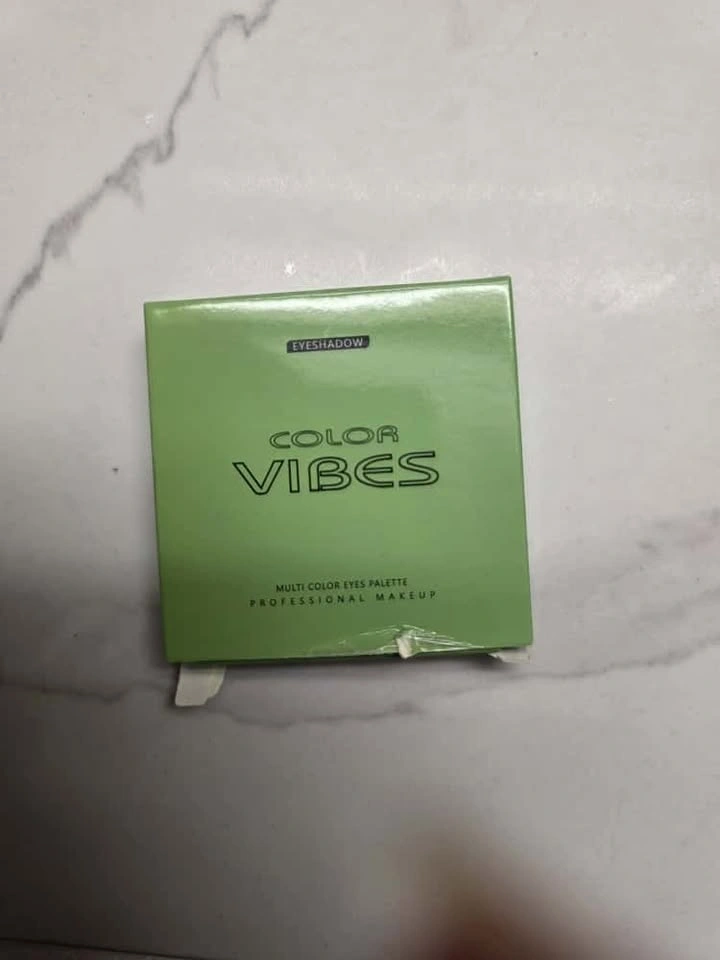 EYESHADOW
COLOR
VIBES
MULTI COLOR EYES PALETTE
PROFESSIONAL MAKEUP